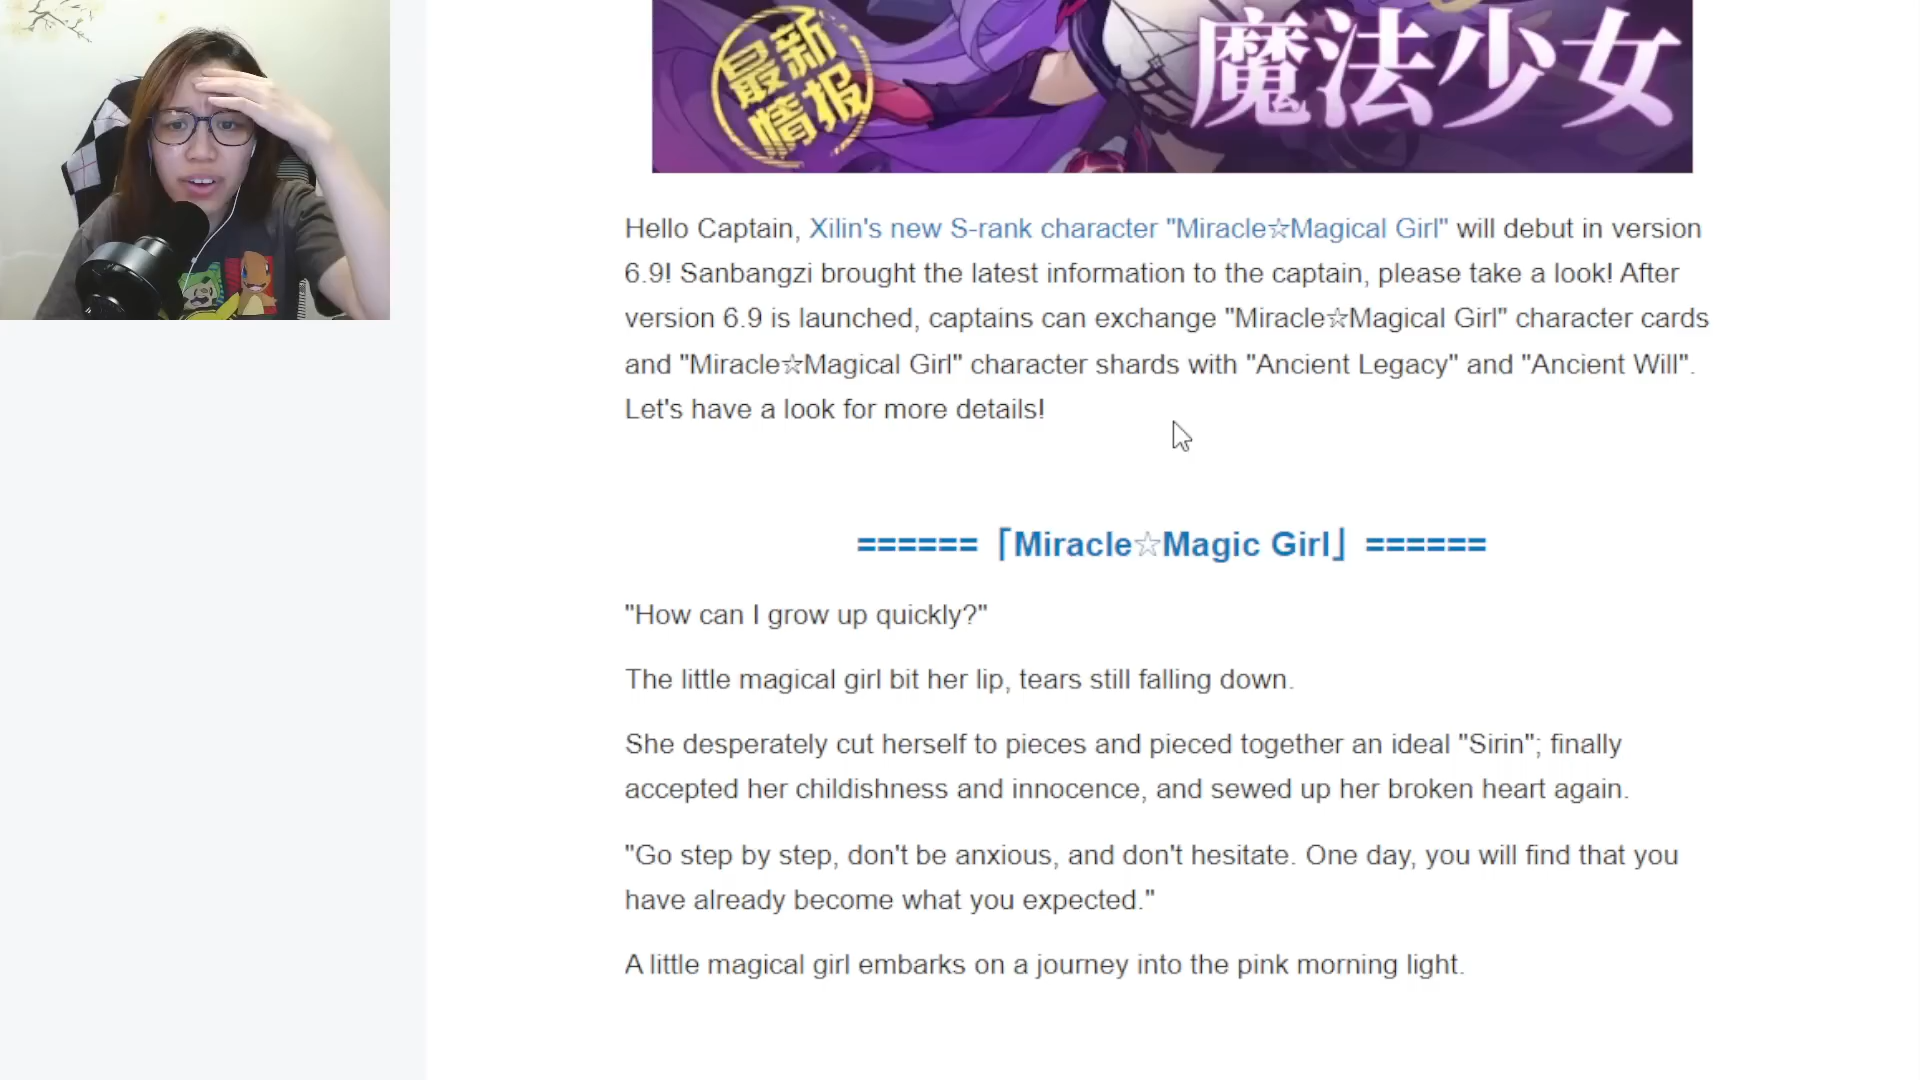 最新
情报
魔法少女
Hello Captain, Xilin's new S-rank character "Miracle☆Magical Girl" will debut in version
6.9! Sanbangzi brought the latest information to the captain, please take a look! After
version 6.9 is launched, captains can exchange "Miracle☆Magical Girl" character cards
and "Miracle☆Magical Girl" character shards with "Ancient Legacy" and "Ancient Will".
Let's have a look for more details!
====== ｢Miracle☆Magic Girl｣ ======
"How can I grow up quickly?"
The little magical girl bit her lip, tears still falling down.
She desperately cut herself to pieces and pieced together an ideal "Sirin"; finally
accepted her childishness and innocence, and sewed up her broken heart again.
"Go step by step, don't be anxious, and don't hesitate. One day, you will find that you
have already become what you expected."
A little magical girl embarks on a journey into the pink morning light.